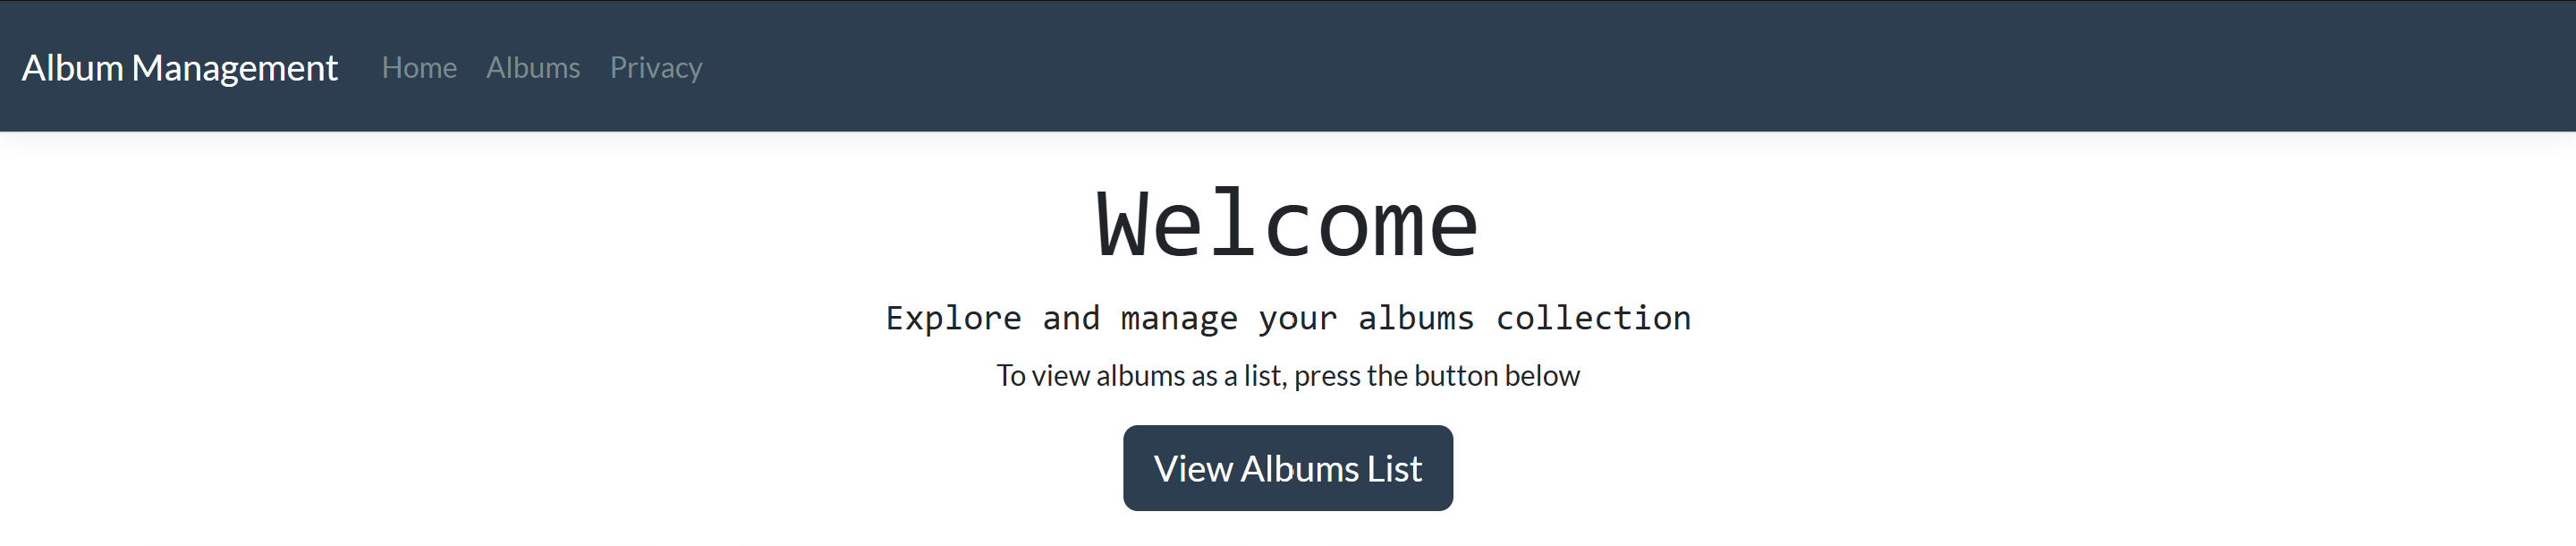 Album Management Home Albums Privacy
Welcome
Explore and manage your albums collection
To view albums as a list, press the button below
View Albums List